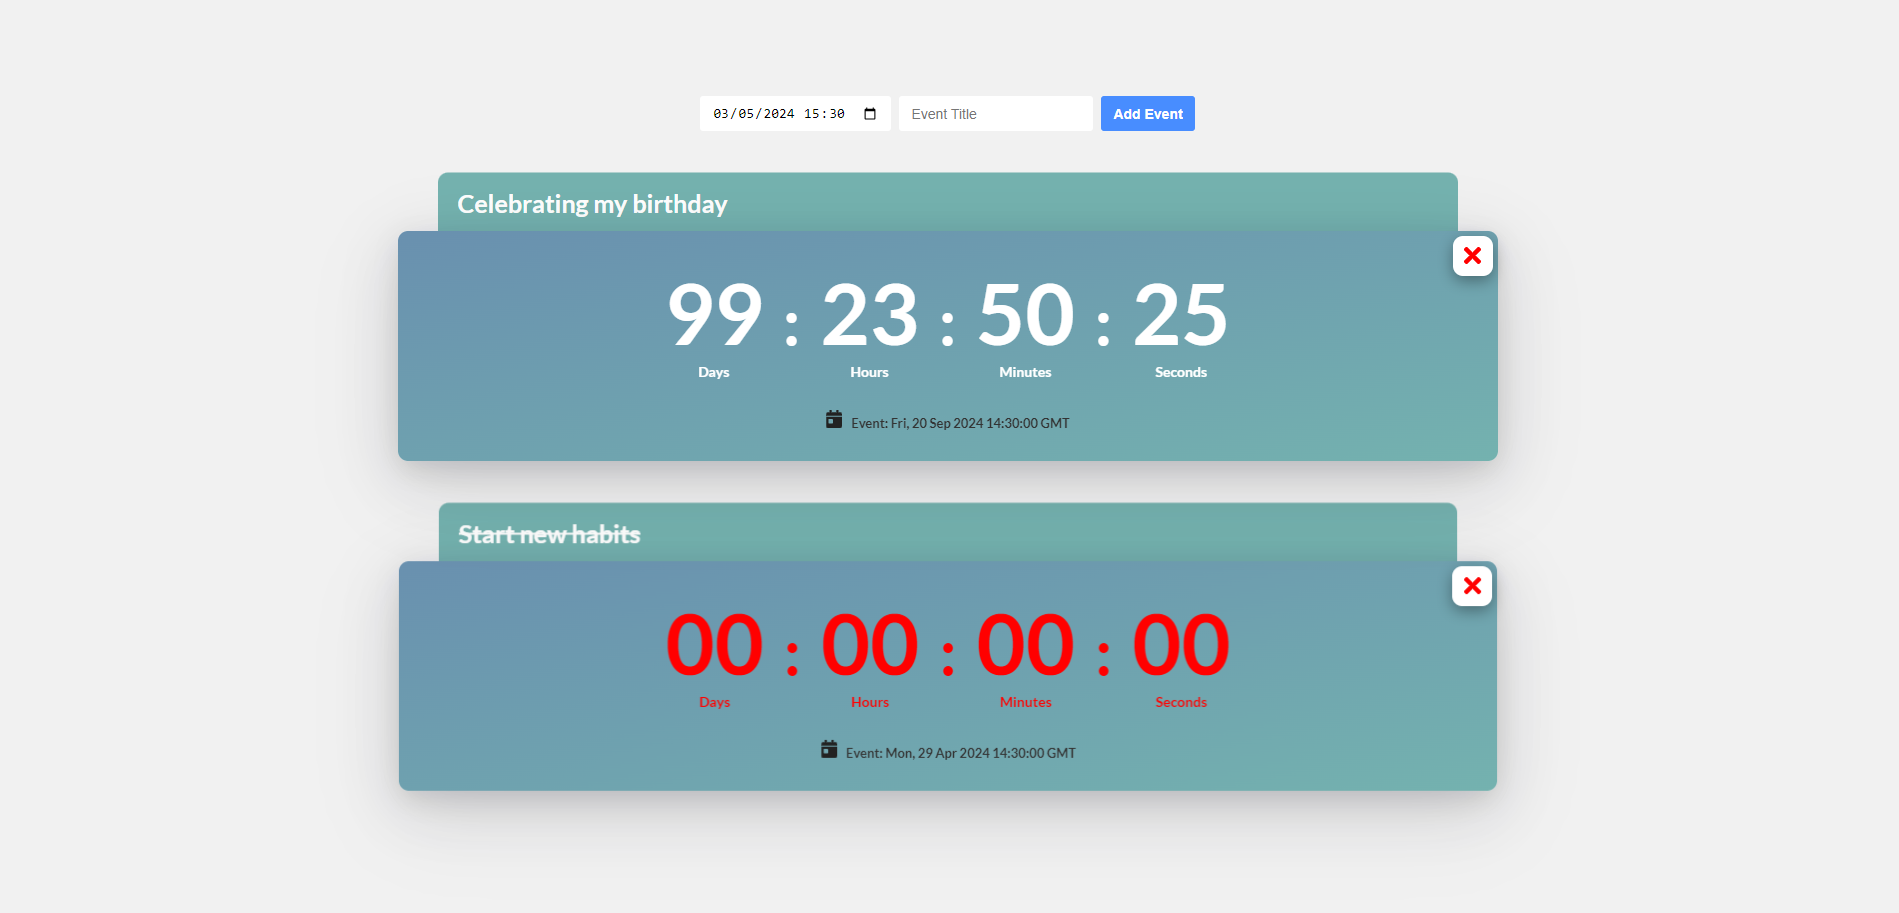 03/05/2024 15:30 Event Title Add Event
Celebrating my birthday
99 : 23 : 50 : 25
Days Hours Minutes Seconds
Event: Fri, 20 Sep 2024 14:30:00 GMT
Start new habits
00 : 00 : 00 : 00
Days Hours Minutes Seconds
Event: Mon, 29 Apr 2024 14:30:00 GMT